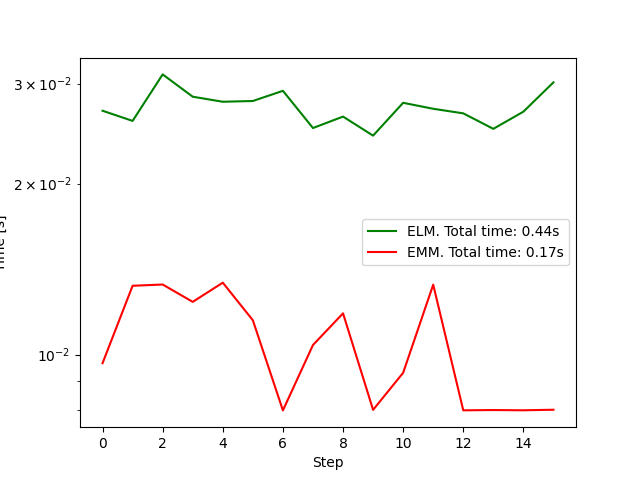 3 × 10⁻²
2 × 10⁻²
10⁻²
Time [s]
ELM. Total time: 0.44s
EMM. Total time: 0.17s
0 2 4 6 8 10 12 14
Step